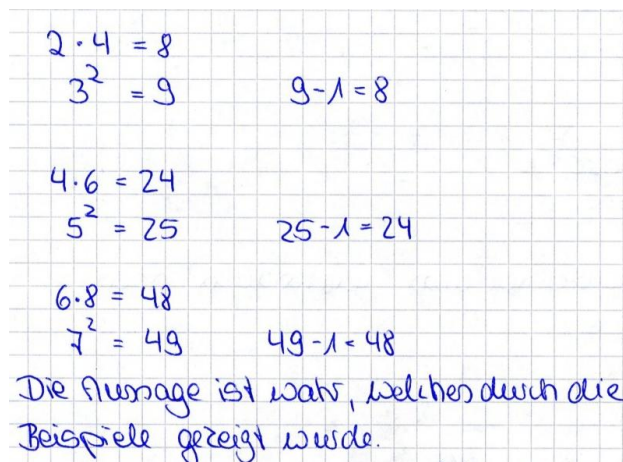 2 · 4 = 8
3² = 9 9 - 1 = 8
4 · 6 = 24
5² = 25 25 - 1 = 24
6 · 8 = 48
7² = 49 49 - 1 = 48
Die Aussage ist wahr, welches durch die
Beispiele gezeigt wurde.